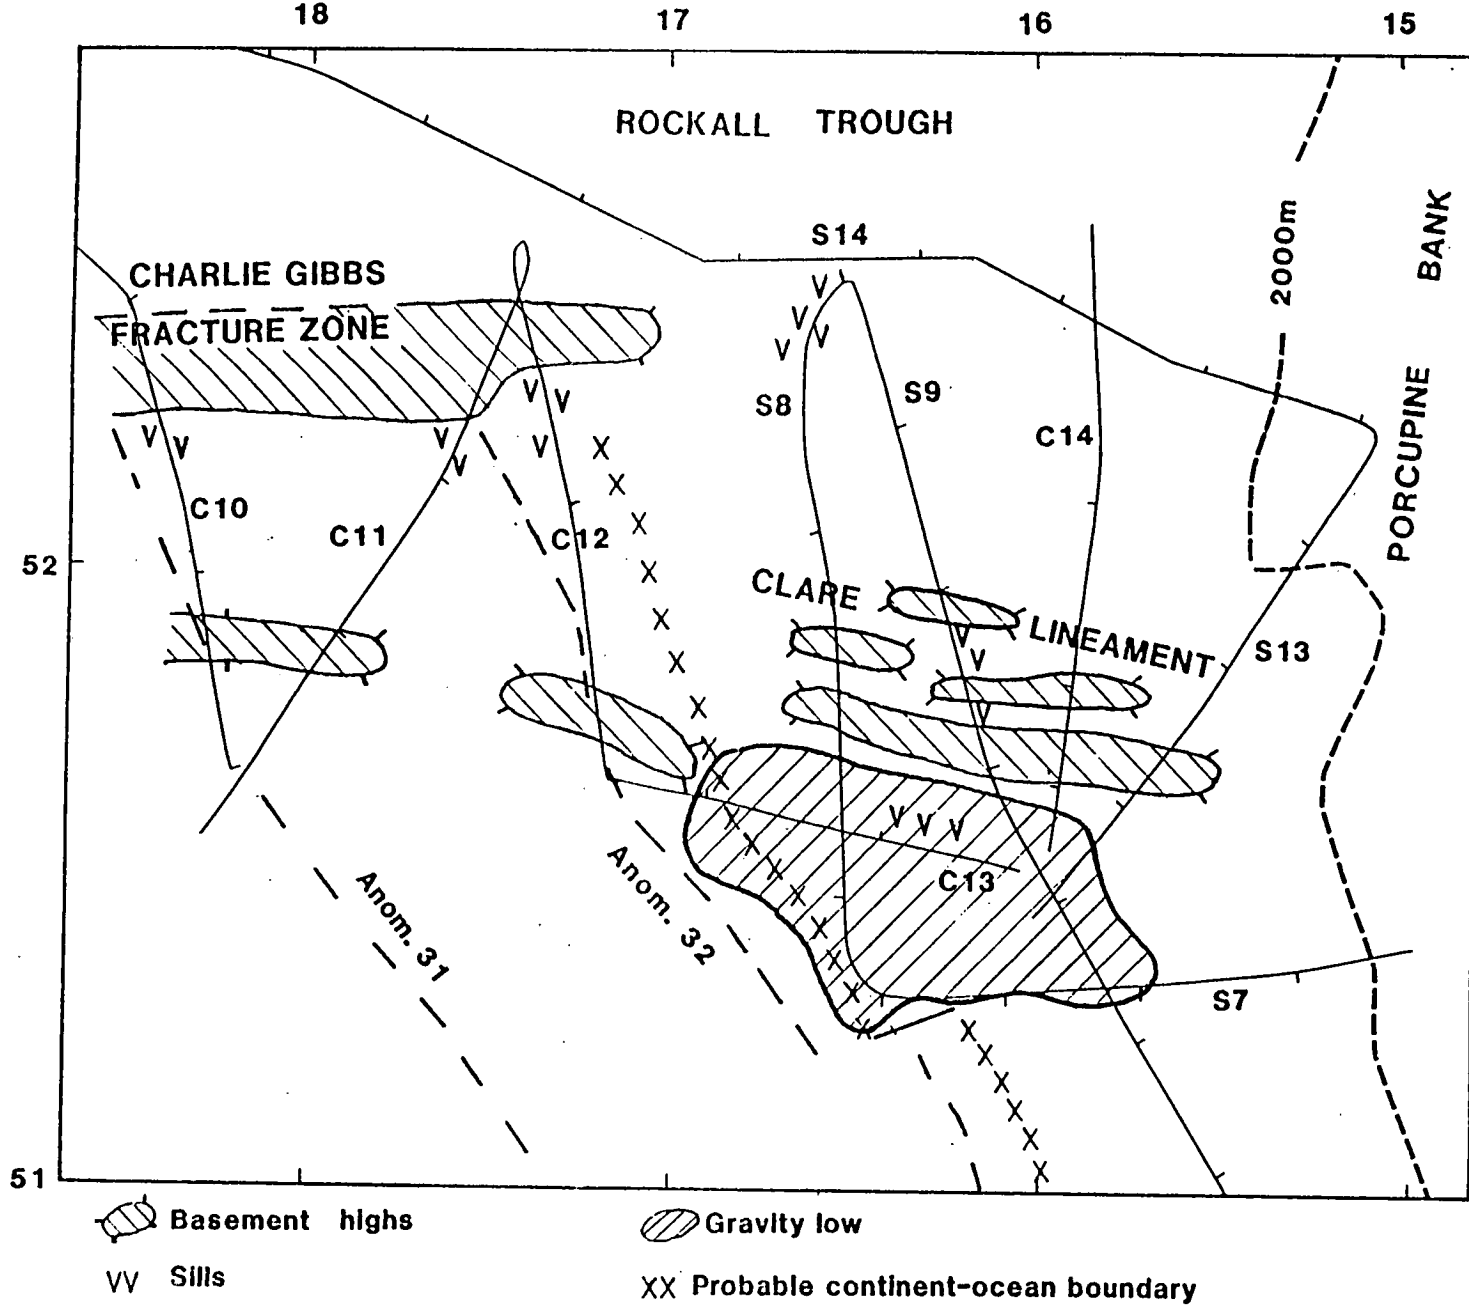 18 17 16 15
ROCKALL TROUGH
2000m
PORCUPINE BANK
S14
CHARLIE GIBBS
FRACTURE ZONE
S8
S9
C14
C10
C11
C12
52
CLARE LINEAMENT
S13
C13
Anom. 31
Anom. 32
S7
51
Basement highs
Gravity low
VV Sills
XX Probable continent-ocean boundary